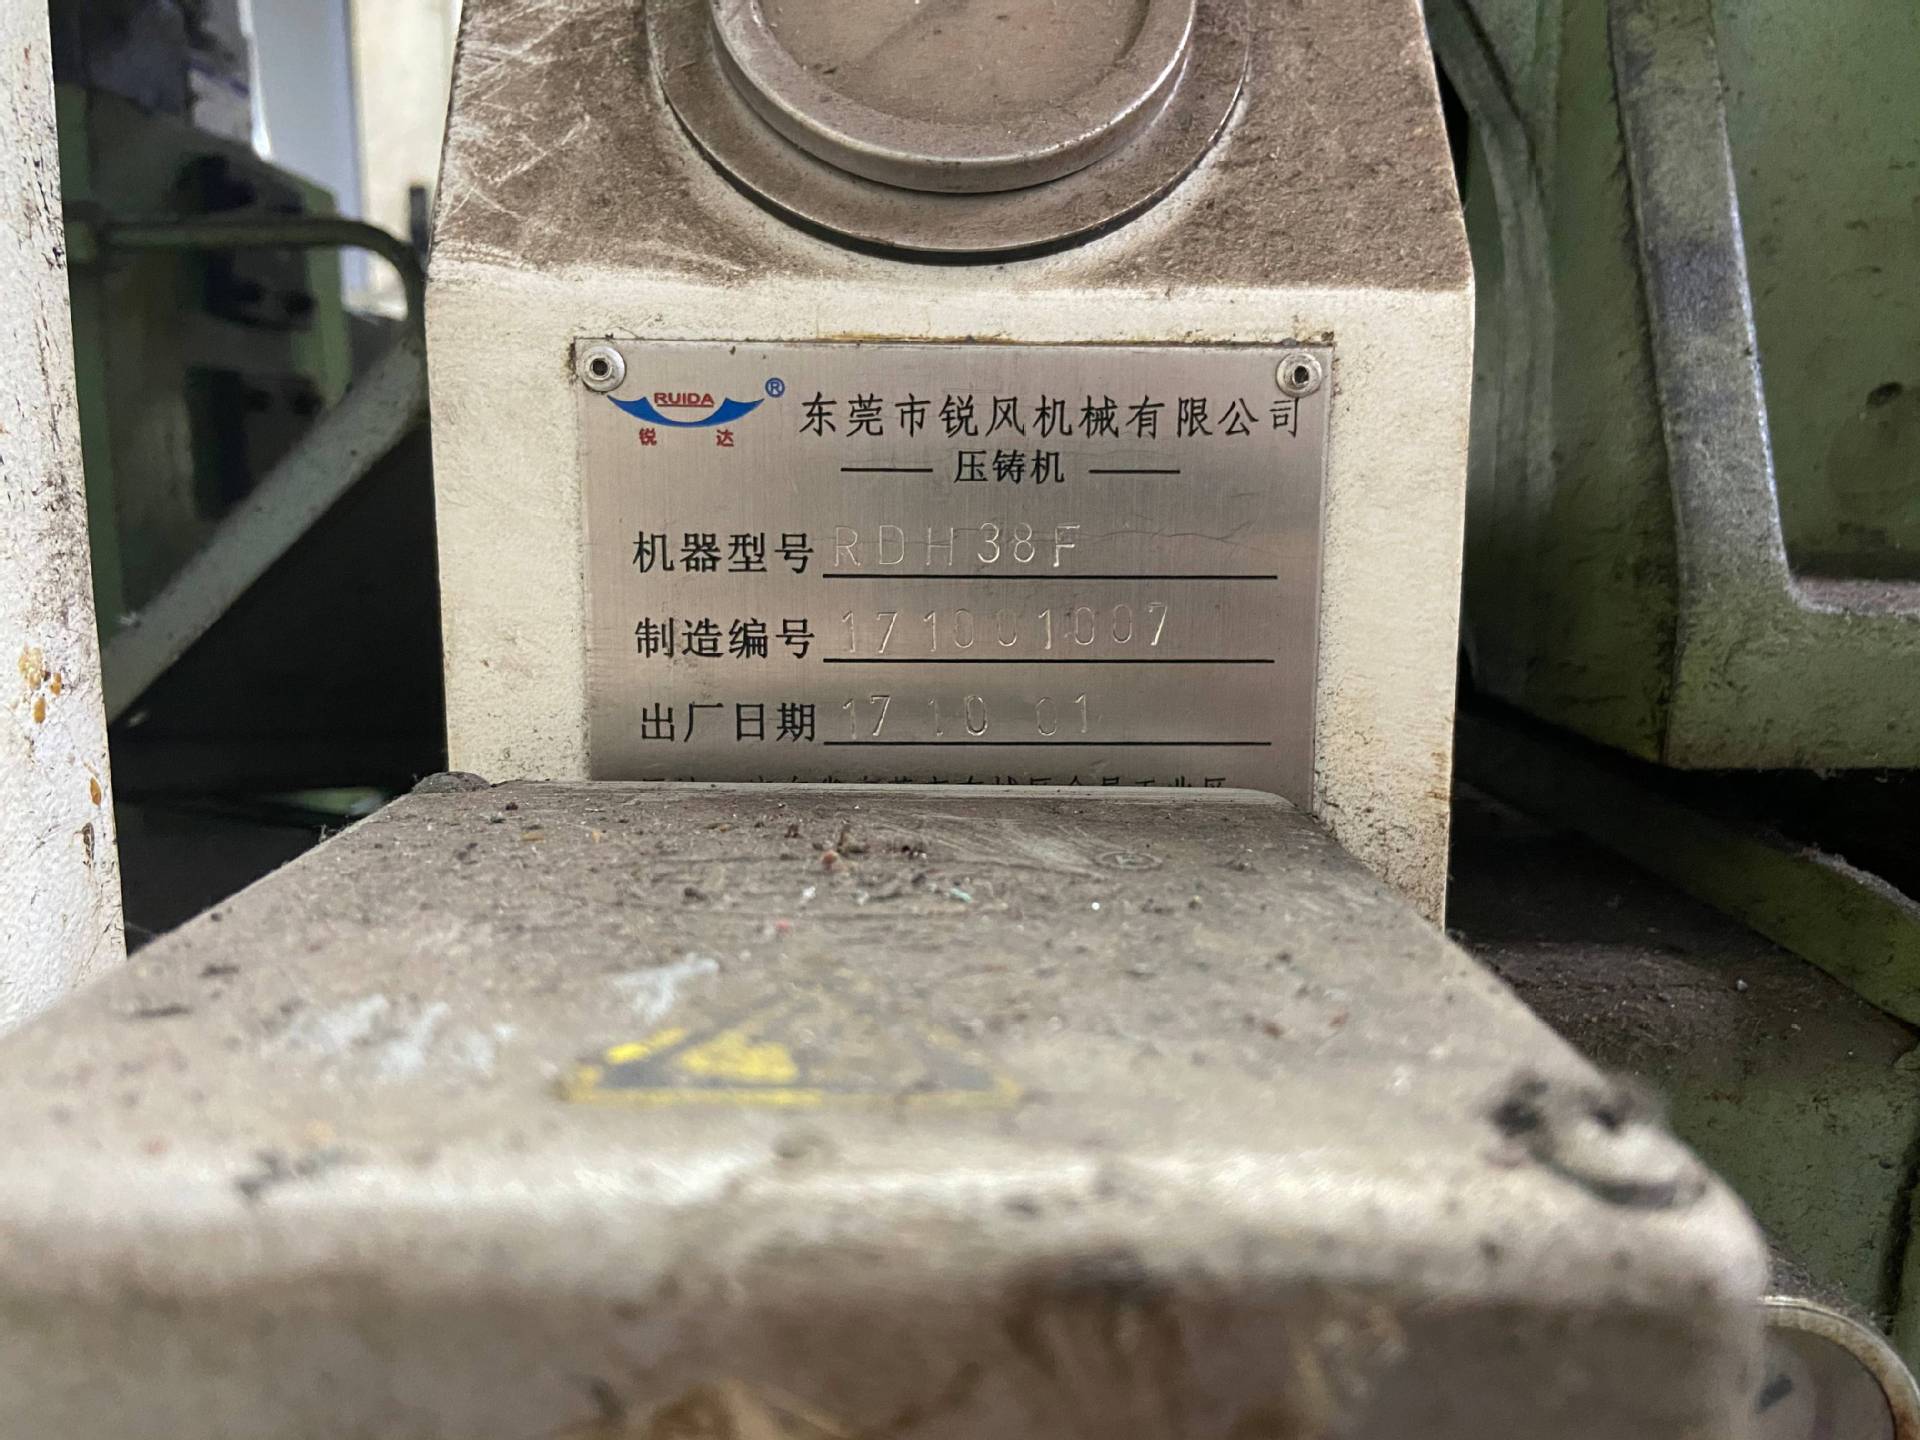 RUIDA ®
锐 达
东莞市锐风机械有限公司
压铸机
机器型号 RDH38F
制造编号 171001007
出厂日期 17 10 01